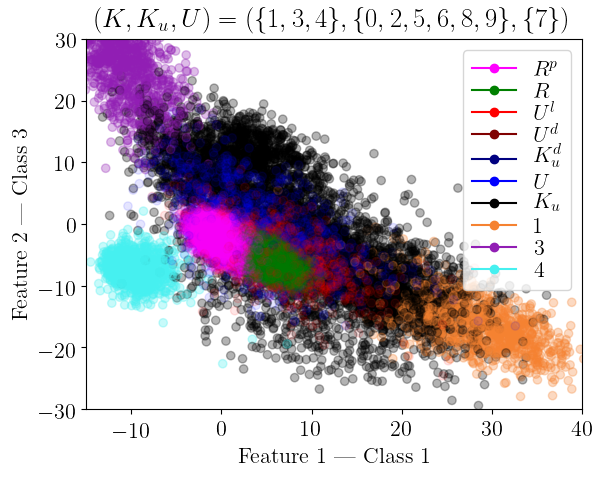 (K, K_u, U) = ({1, 3, 4}, {0, 2, 5, 6, 8, 9}, {7})
30
20
10
0
−10
−20
−30
Feature 2 — Class 3
R^p
R
U^l
U^d
K_u^d
U
K_u
1
3
4
−10
0
10
20
30
40
Feature 1 — Class 1